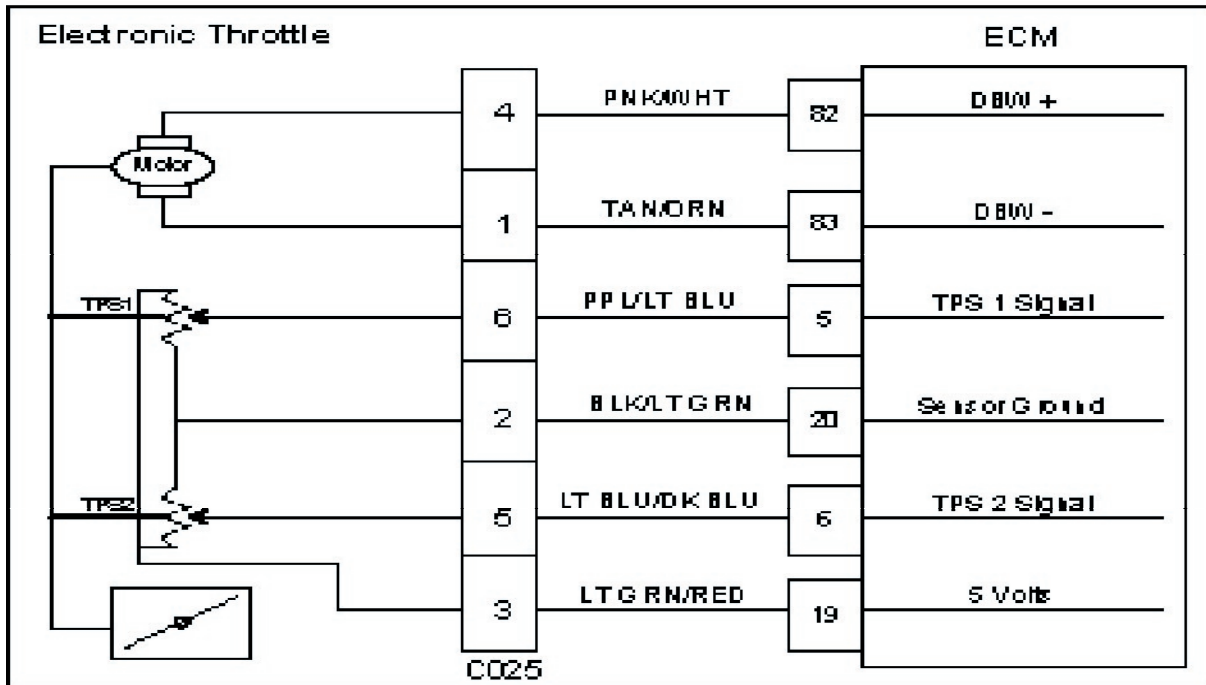 Electronic Throttle
ECM
4
PNK/WHT
82
DBW +
Motor
1
TAN/ORN
83
DBW -
TPS1
6
PPL/LT BLU
5
TPS 1 Signal
2
BLK/LT GRN
20
Sensor Ground
TPS2
5
LT BLU/DK BLU
6
TPS 2 Signal
3
LT GRN/RED
19
5 Volts
C025